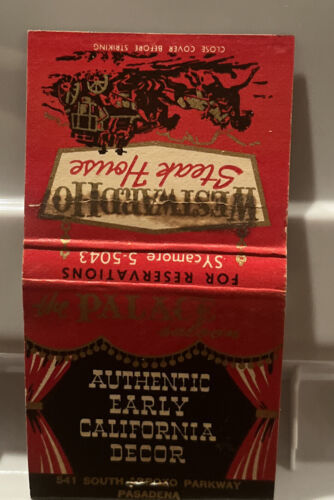 CLOSE COVER BEFORE STRIKING
WESTWARD HO
Steak House
SYcamore 5-5043
FOR RESERVATIONS
the PALACE
AUTHENTIC
EARLY
CALIFORNIA
DECOR
541 SOUTH PARKWAY
PASADENA